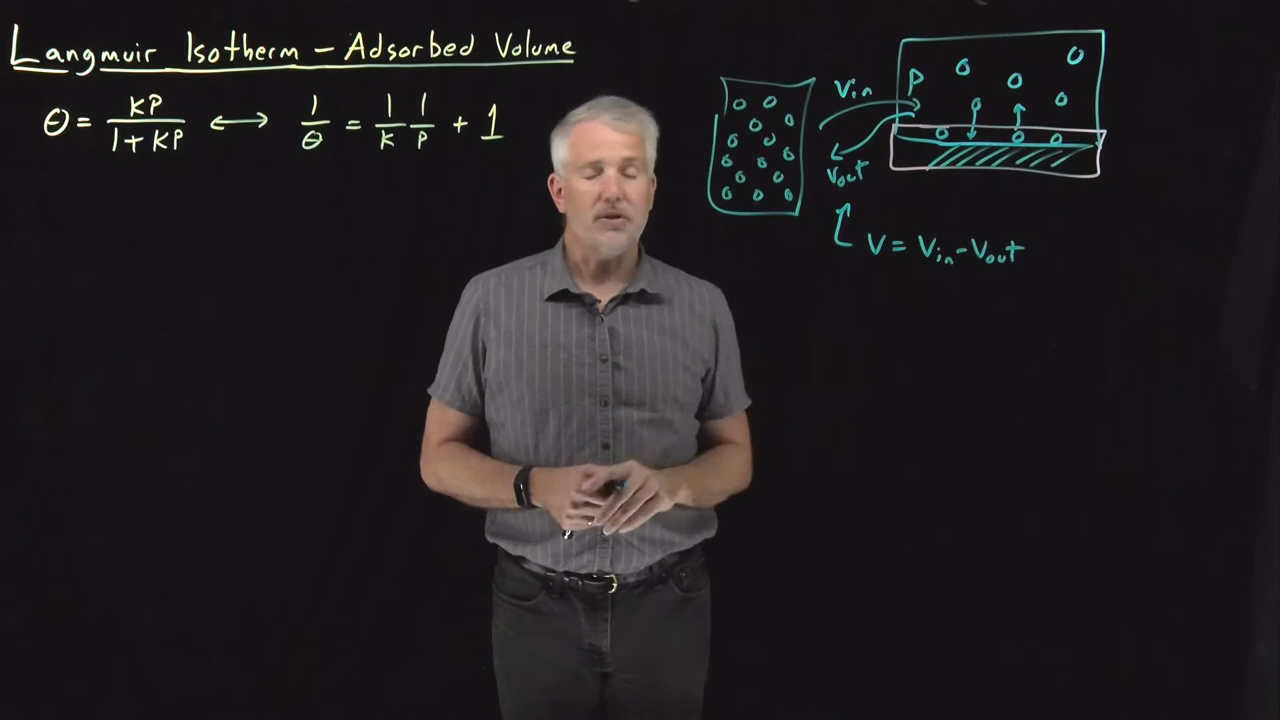 Langmuir Isotherm - Adsorbed Volume
θ = KP / 1 + KP ⟷ 1/θ = 1/K 1/P + 1
Vin
P
Vout
V = Vin - Vout